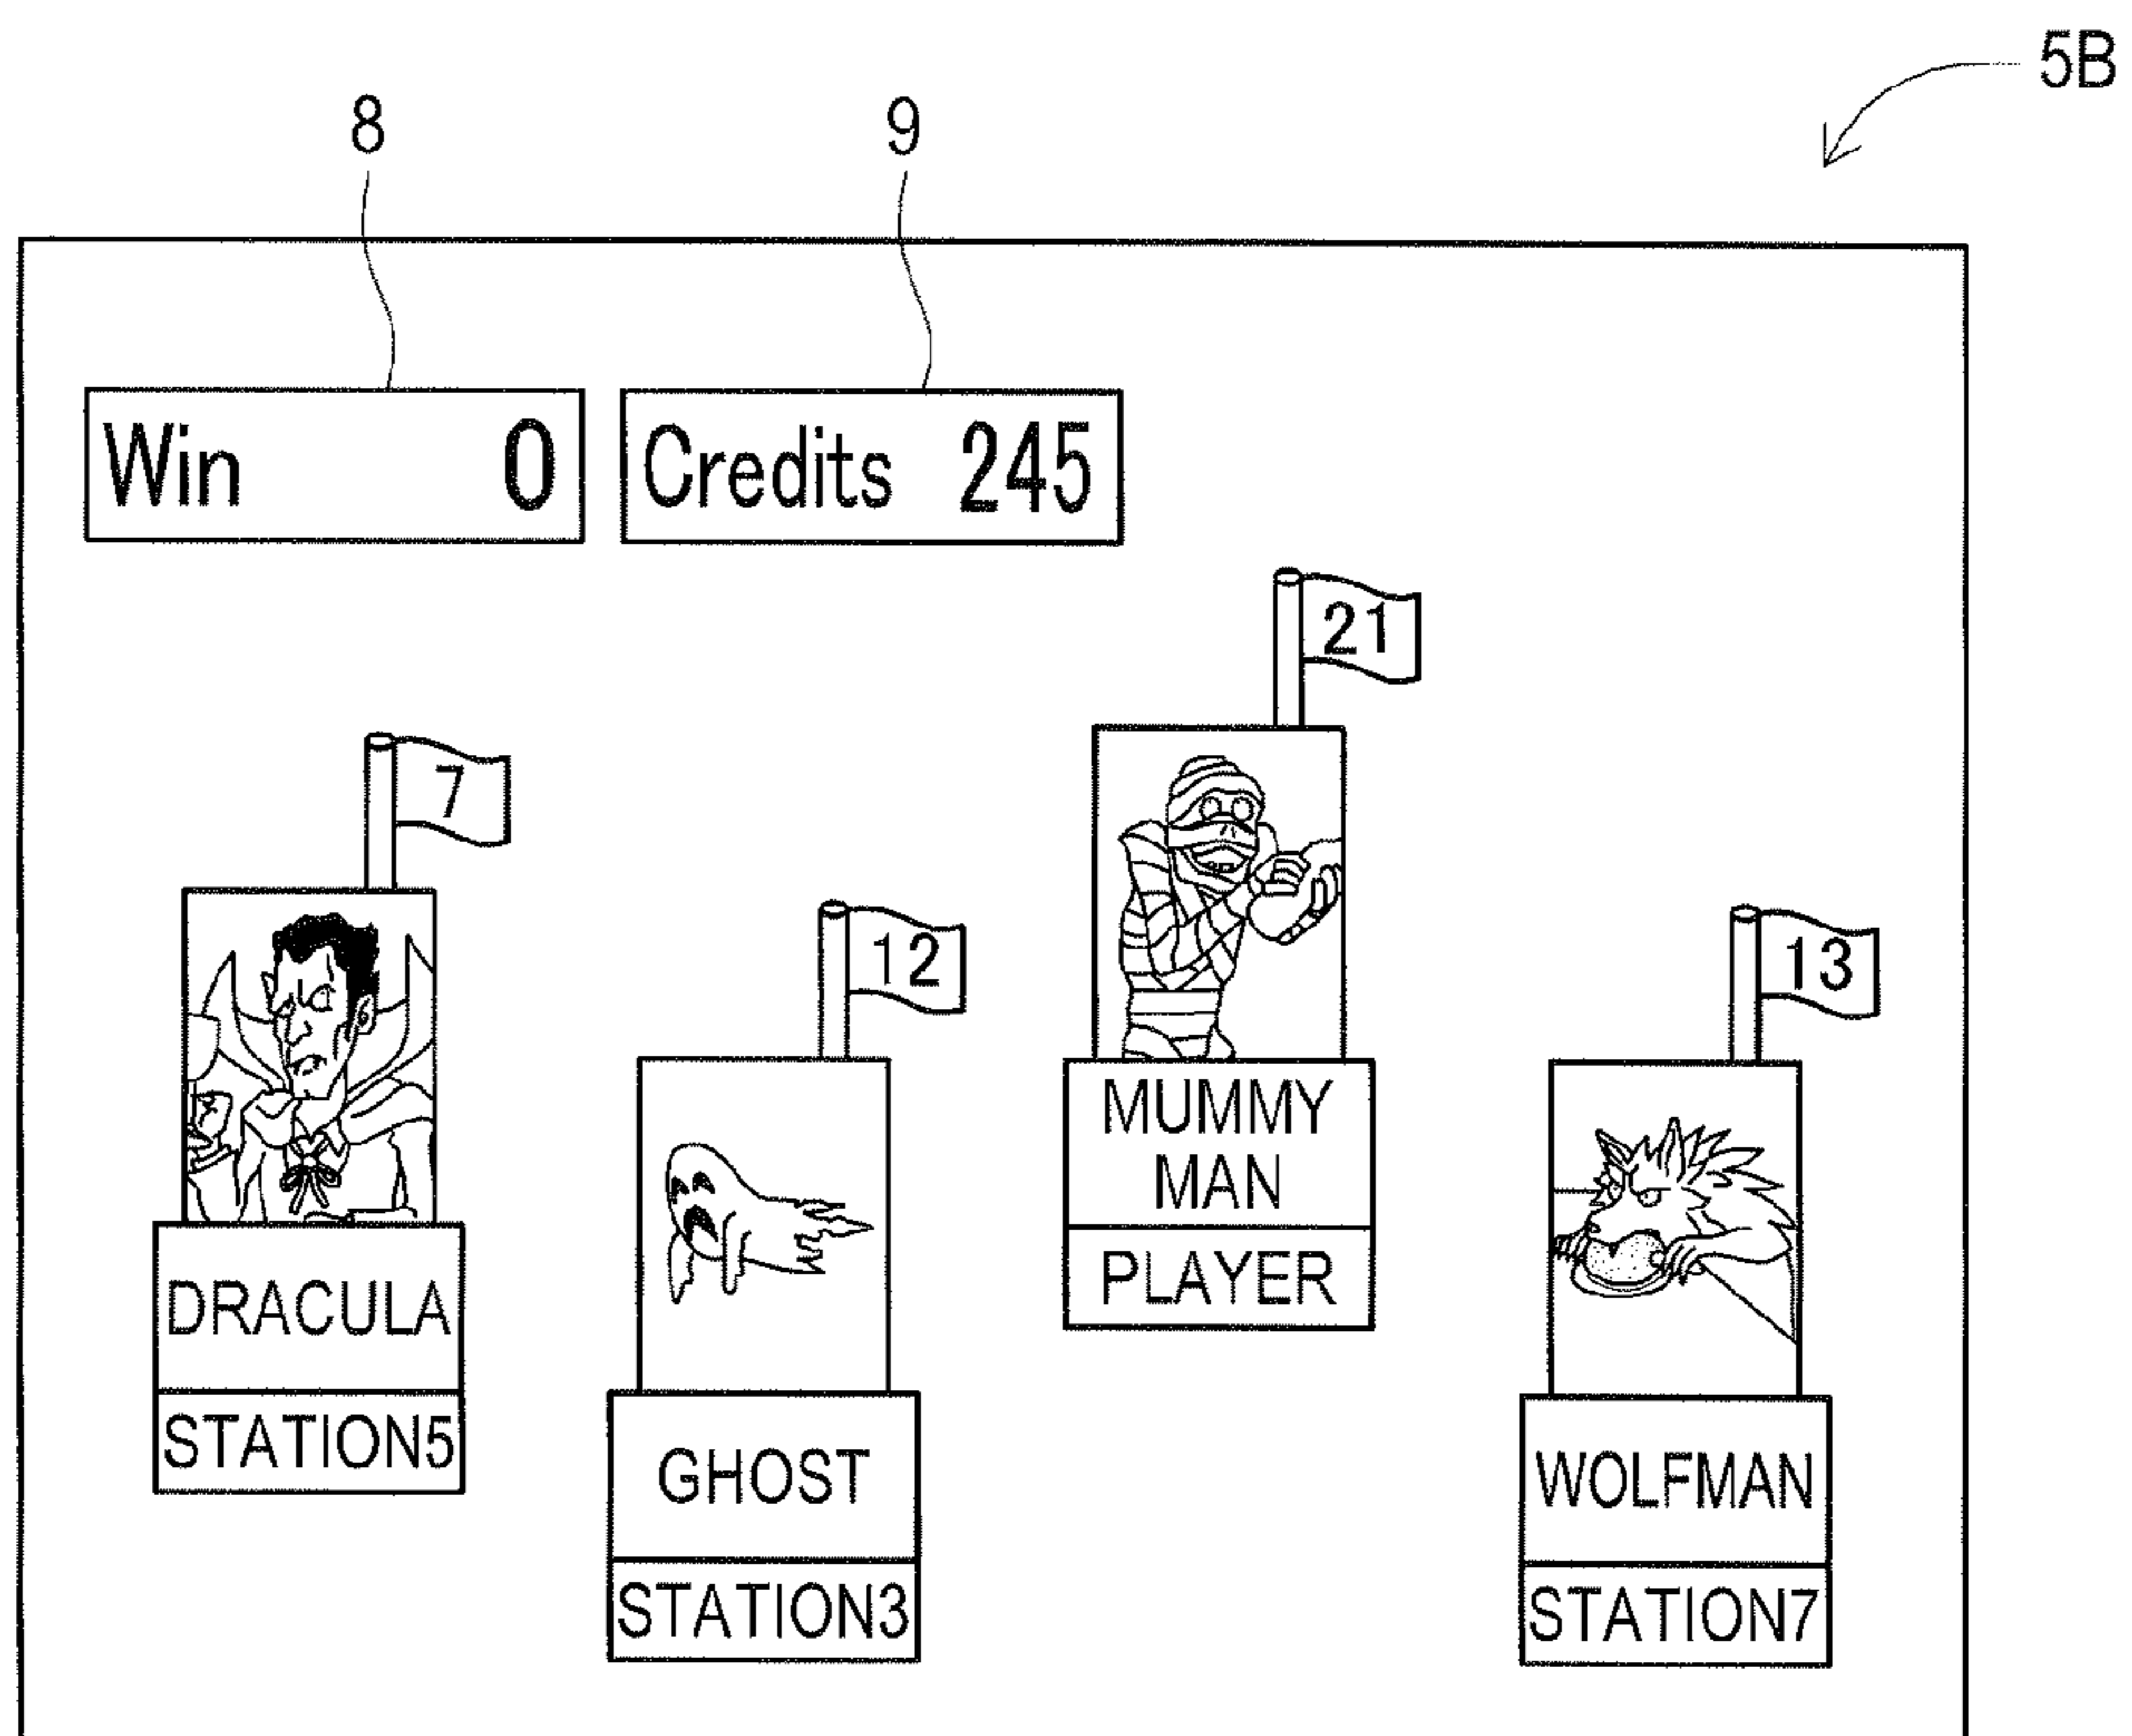 5B
8
9
Win 0
Credits 245
21
7
12
13
MUMMY
MAN
PLAYER
DRACULA
STATION5
GHOST
STATION3
WOLFMAN
STATION7